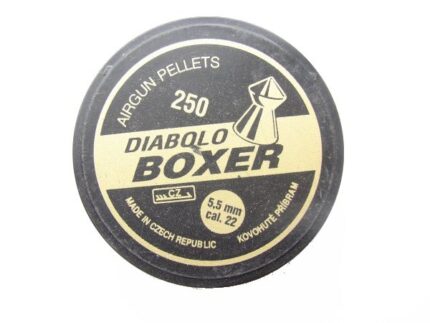 AIRGUN PELLETS
250
DIABOLO
BOXER
CZ
5,5 mm
cal. 22
MADE IN CZECH REPUBLIC
KOVOHUTĚ PŘÍBRAM